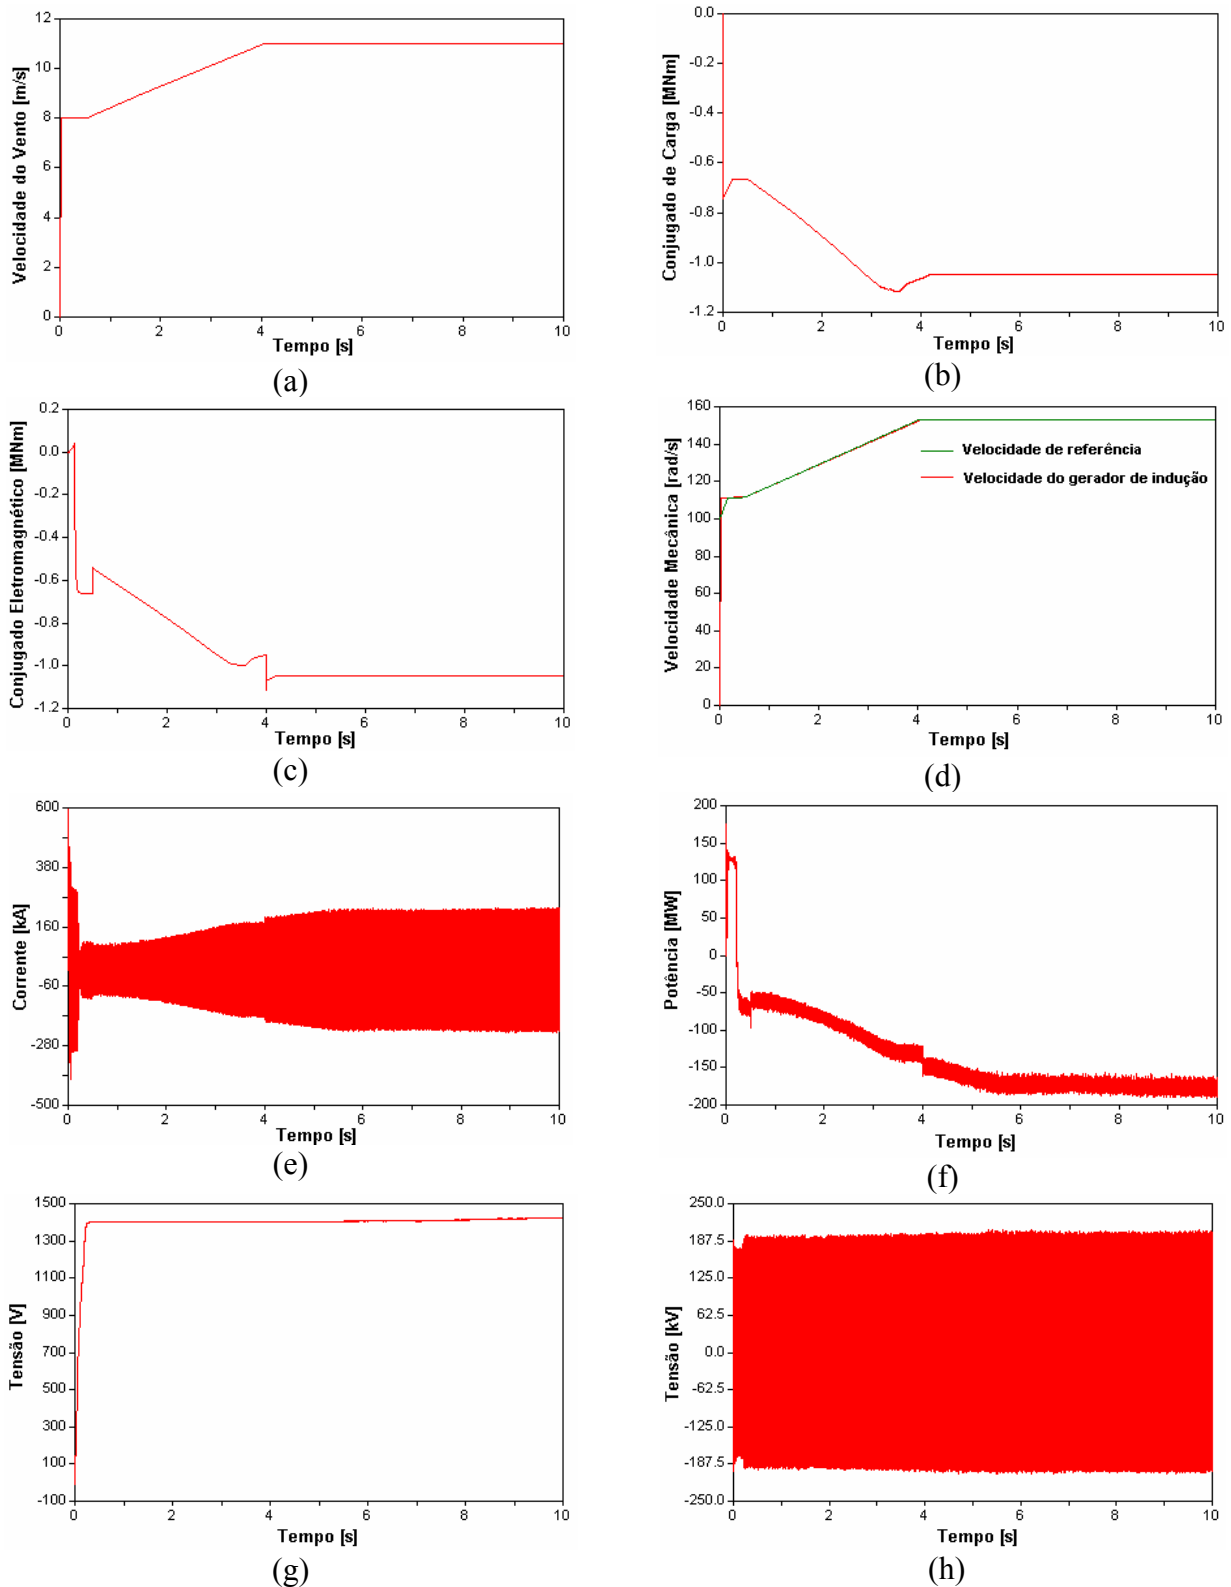 12
10
8
6
4
2
0
Velocidade do Vento [m/s]
0 2 4 6 8 10
Tempo [s]
(a)
0.0
-0.2
-0.4
-0.6
-0.8
-1.0
-1.2
Conjugado de Carga [MNm]
0 2 4 6 8 10
Tempo [s]
(b)
0.2
0.0
-0.2
-0.4
-0.6
-0.8
-1.0
-1.2
Conjugado Eletromagnético [MNm]
0 2 4 6 8 10
Tempo [s]
(c)
160
140
120
100
80
60
40
20
0
Velocidade Mecânica [rad/s]
Velocidade de referência
Velocidade do gerador de indução
0 2 4 6 8 10
Tempo [s]
(d)
600
380
160
-60
-280
-500
Corrente [kA]
0 2 4 6 8 10
Tempo [s]
(e)
200
150
100
50
0
-50
-100
-150
-200
Potência [MW]
0 2 4 6 8 10
Tempo [s]
(f)
1500
1300
1100
900
700
500
300
100
-100
Tensão [V]
0 2 4 6 8 10
Tempo [s]
(g)
250.0
187.5
125.0
62.5
0.0
-62.5
-125.0
-187.5
-250.0
Tensão [kV]
0 2 4 6 8 10
Tempo [s]
(h)